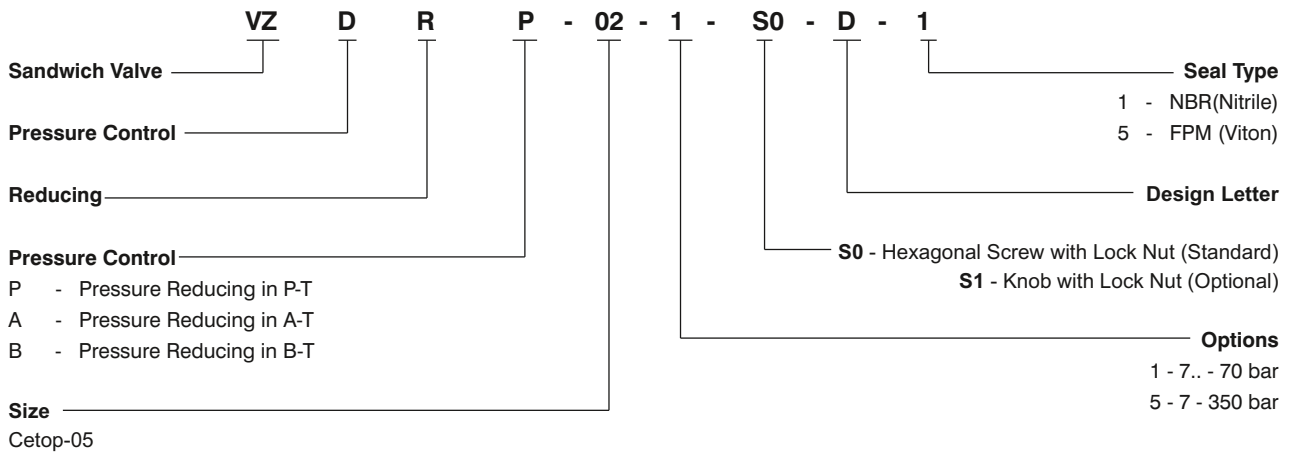 VZ D R P - 02 - 1 - S0 - D - 1
Sandwich Valve
Pressure Control
Reducing
Pressure Control
P - Pressure Reducing in P-T
A - Pressure Reducing in A-T
B - Pressure Reducing in B-T
Size
Cetop-05
Seal Type
1 - NBR(Nitrile)
5 - FPM (Viton)
Design Letter
S0 - Hexagonal Screw with Lock Nut (Standard)
S1 - Knob with Lock Nut (Optional)
Options
1 - 7.. - 70 bar
5 - 7 - 350 bar